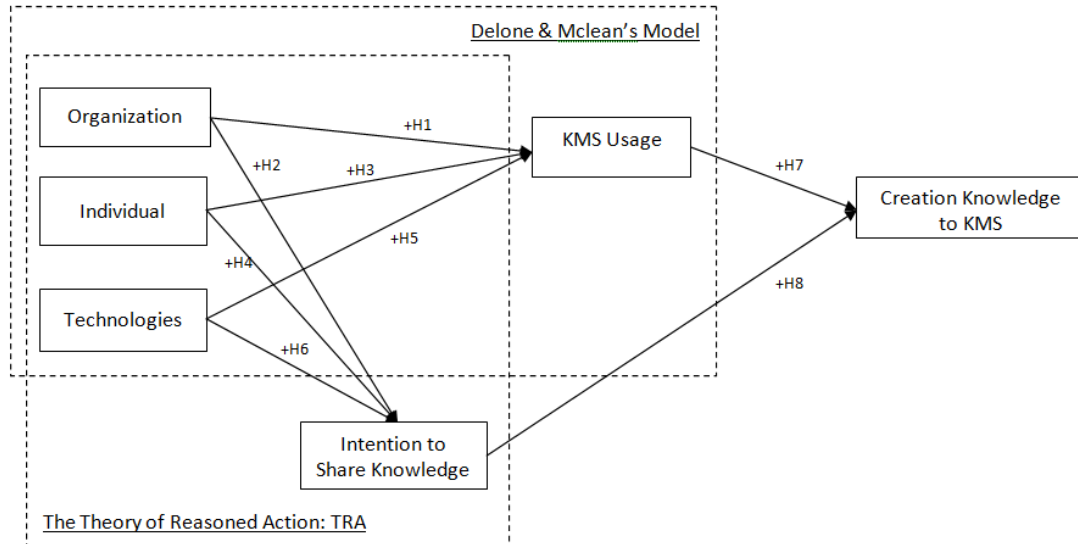 Delone & Mclean's Model
Organization
+H1
KMS Usage
+H2
+H7
+H3
Individual
Creation Knowledge
to KMS
+H5
+H4
+H8
Technologies
+H6
Intention to
Share Knowledge
The Theory of Reasoned Action: TRA